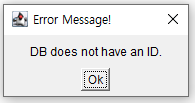 Error Message!
DB does not have an ID.
Ok